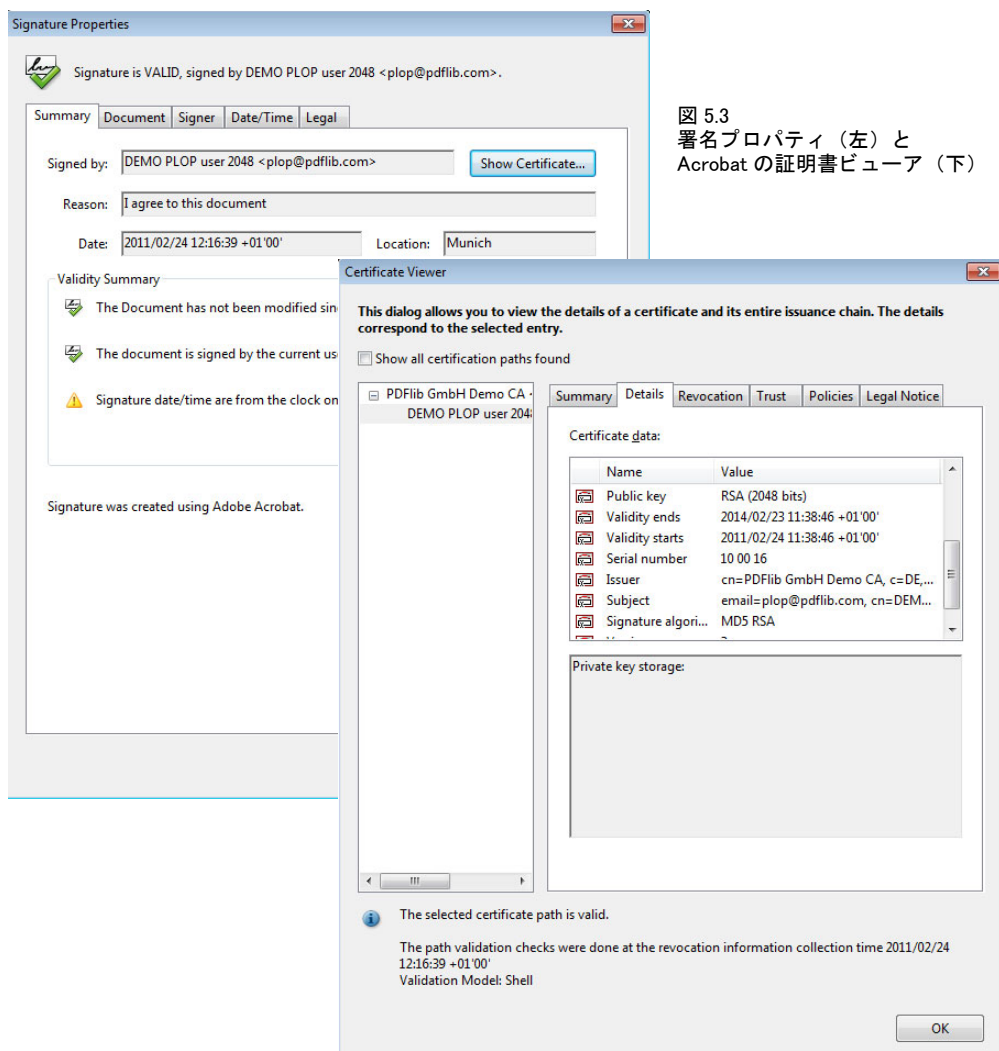 Signature Properties
Signature is VALID, signed by DEMO PLOP user 2048 <plop@pdflib.com>.
Summary Document Signer Date/Time Legal
Signed by: DEMO PLOP user 2048 <plop@pdflib.com> Show Certificate...
Reason: I agree to this document
Date: 2011/02/24 12:16:39 +01'00' Location: Munich
Validity Summary
The Document has not been modified sin
The document is signed by the current us
Signature date/time are from the clock on
Signature was created using Adobe Acrobat.
図 5.3
署名プロパティ(左)と
Acrobat の証明書ビューア(下)
Certificate Viewer
This dialog allows you to view the details of a certificate and its entire issuance chain. The details
correspond to the selected entry.
Show all certification paths found
PDFlib GmbH Demo CA -
DEMO PLOP user 204
Summary Details Revocation Trust Policies Legal Notice
Certificate data:
Name Value
Public key RSA (2048 bits)
Validity ends 2014/02/23 11:38:46 +01'00'
Validity starts 2011/02/24 11:38:46 +01'00'
Serial number 10 00 16
Issuer cn=PDFlib GmbH Demo CA, c=DE,...
Subject email=plop@pdflib.com, cn=DEM...
Signature algori... MD5 RSA
Private key storage:
The selected certificate path is valid.
The path validation checks were done at the revocation information collection time 2011/02/24
12:16:39 +01'00'
Validation Model: Shell
OK